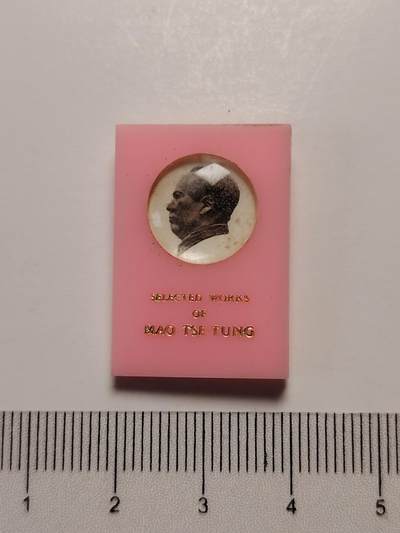 SELECTED WORKS
OF
MAO TSE TUNG
1 2 3 4 5